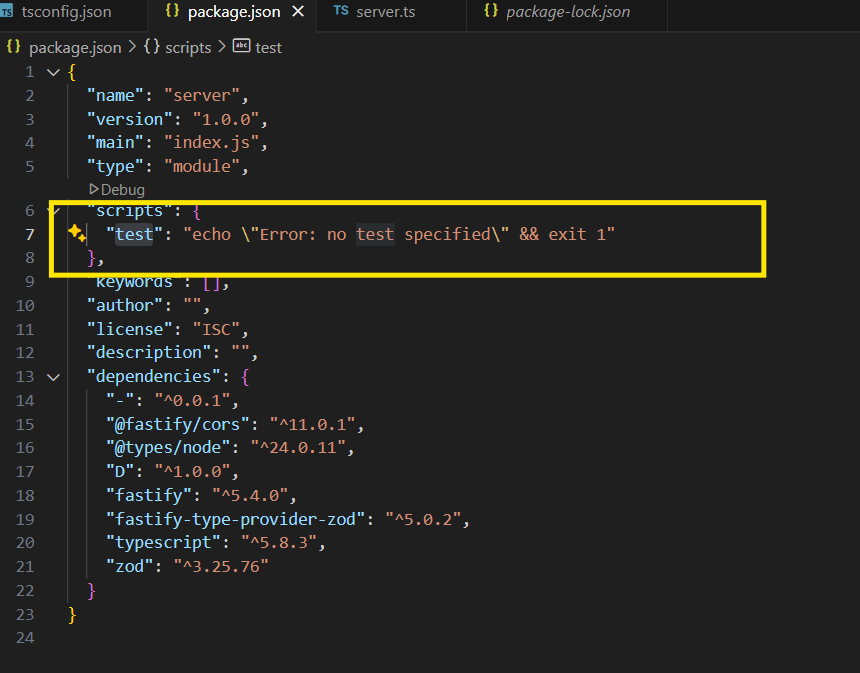 TS tsconfig.json {} package.json × TS server.ts {} package-lock.json
{} package.json > {} scripts > abc test
1 {
2 "name": "server",
3 "version": "1.0.0",
4 "main": "index.js",
5 "type": "module",
Debug
6 "scripts": {
7 "test": "echo \"Error: no test specified\" && exit 1"
8 },
9 "keywords": [],
10 "author": "",
11 "license": "ISC",
12 "description": "",
13 "dependencies": {
14 "-": "^0.0.1",
15 "@fastify/cors": "^11.0.1",
16 "@types/node": "^24.0.11",
17 "D": "^1.0.0",
18 "fastify": "^5.4.0",
19 "fastify-type-provider-zod": "^5.0.2",
20 "typescript": "^5.8.3",
21 "zod": "^3.25.76"
22 }
23 }
24